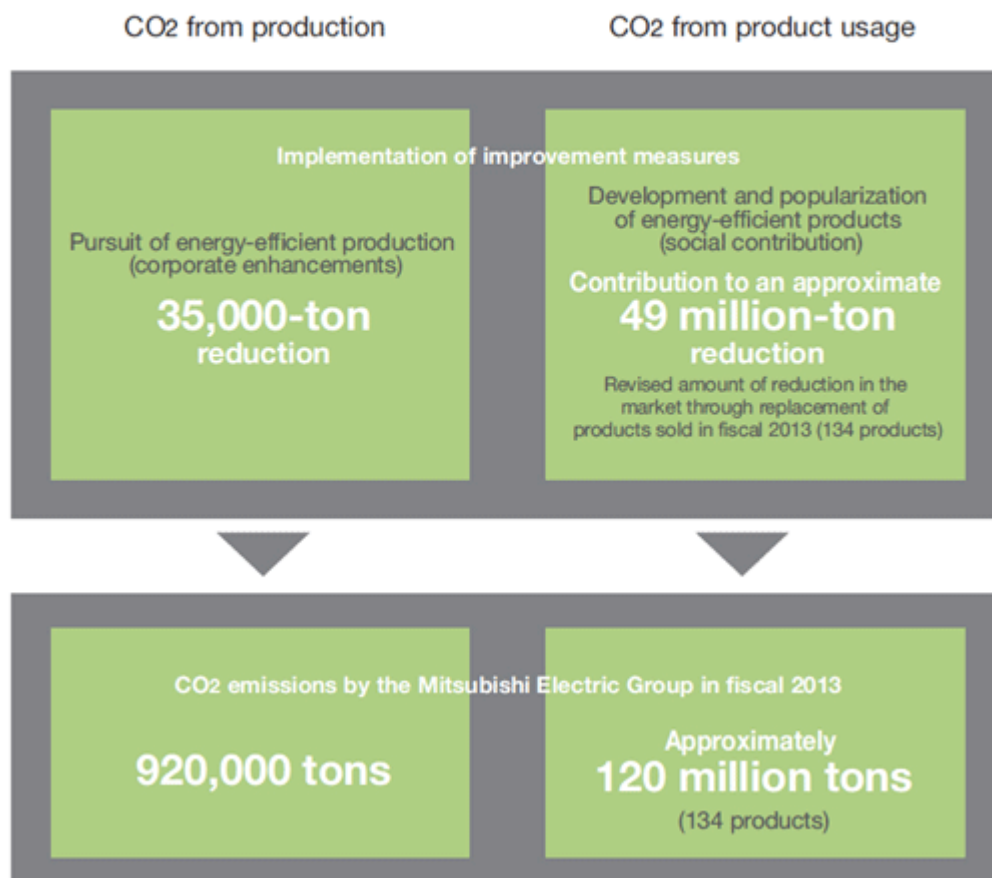 CO2 from production
CO2 from product usage
Implementation of improvement measures
Pursuit of energy-efficient production
(corporate enhancements)
35,000-ton
reduction
Development and popularization
of energy-efficient products
(social contribution)
Contribution to an approximate
49 million-ton
reduction
Revised amount of reduction in the
market through replacement of
products sold in fiscal 2013 (134 products)
CO2 emissions by the Mitsubishi Electric Group in fiscal 2013
920,000 tons
Approximately
120 million tons
(134 products)